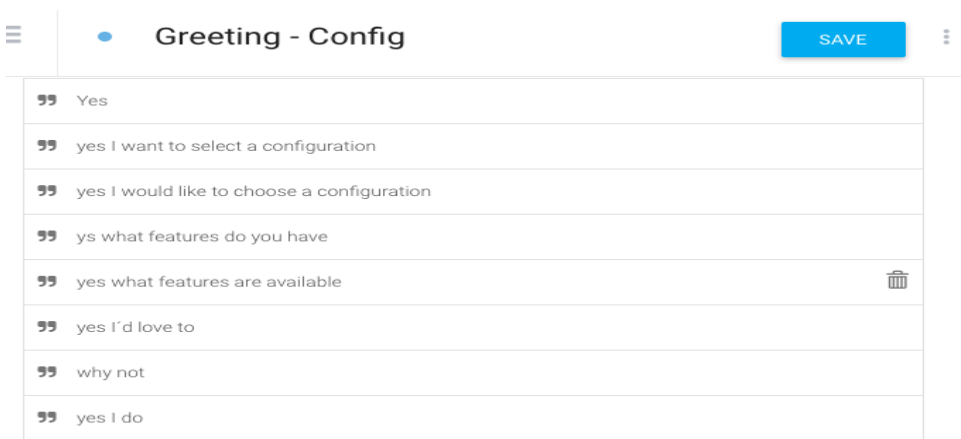 Greeting - Config
SAVE
Yes
yes I want to select a configuration
yes I would like to choose a configuration
ys what features do you have
yes what features are available
yes I´d love to
why not
yes I do